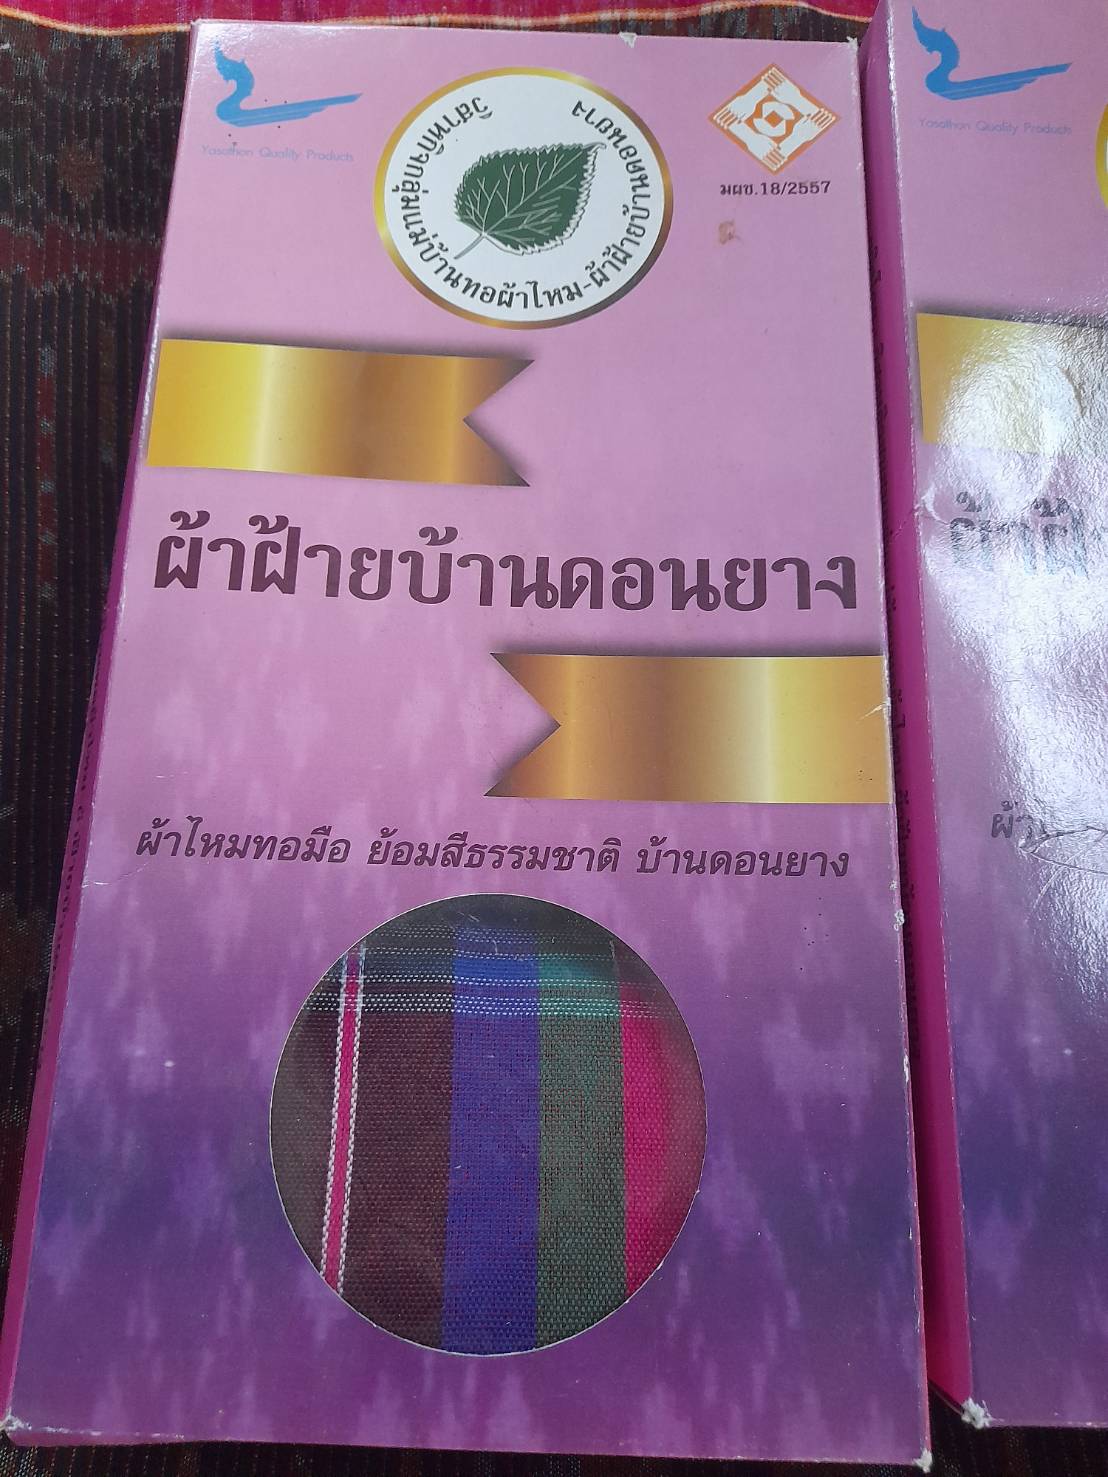 Yasothon Quality Products
วิสาหกิจกลุ่มแม่บ้านทอผ้าไหม-ผ้าฝ้ายบ้านดอนยาง
มผช.18/2557
ผ้าฝ้ายบ้านดอนยาง
ผ้าไหมทอมือ ย้อมสีธรรมชาติ บ้านดอนยาง
Yasothon Quality Products